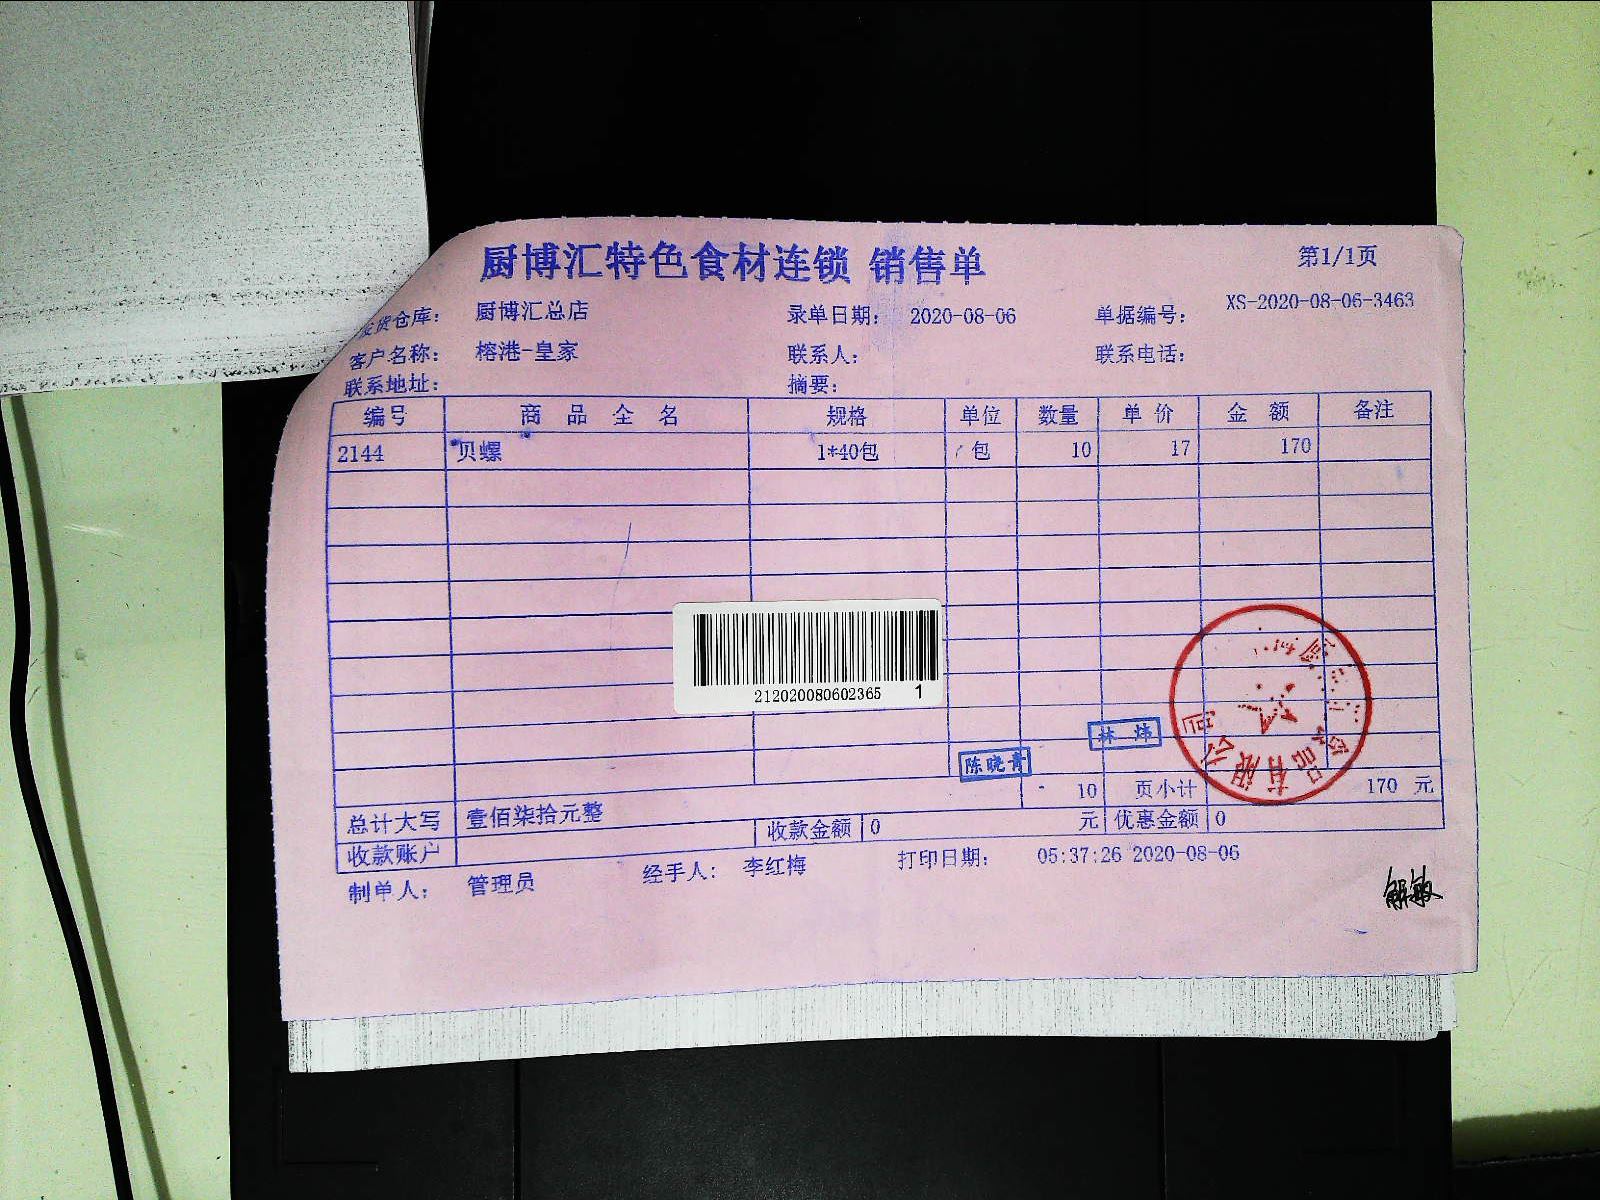 厨博汇特色食材连锁 销售单 第1/1页
发货仓库： 厨博汇总店 录单日期： 2020-08-06 单据编号： XS-2020-08-06-3463
客户名称： 榕港-皇家 联系人： 联系电话：
联系地址： 摘要：
编号 商 品 全 名 规格 单位 数量 单 价 金 额 备注
2144 贝螺 1*40包 包 10 17 170
212020080602365 1
林 炜
陈晓青
10 页小计 170 元
总计大写 壹佰柒拾元整 收款金额 0 元 优惠金额 0
收款账户
制单人： 管理员 经手人： 李红梅 打印日期： 05:37:26 2020-08-06
品有限公司